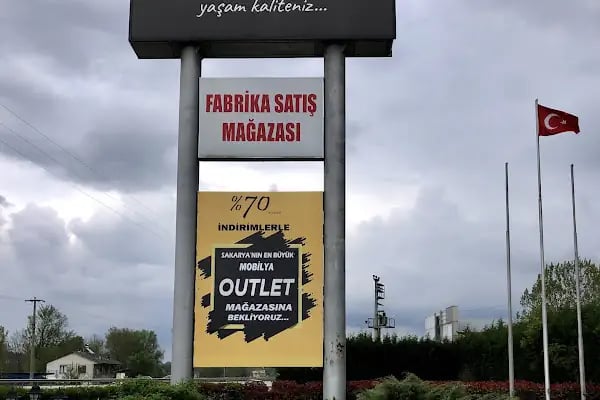 yaşam kaliteniz...
FABRİKA SATIŞ
MAĞAZASI
%70
İNDİRİMLERLE
SAKARYA'NIN EN BÜYÜK
MOBİLYA
OUTLET
MAĞAZASINA
BEKLİYORUZ...